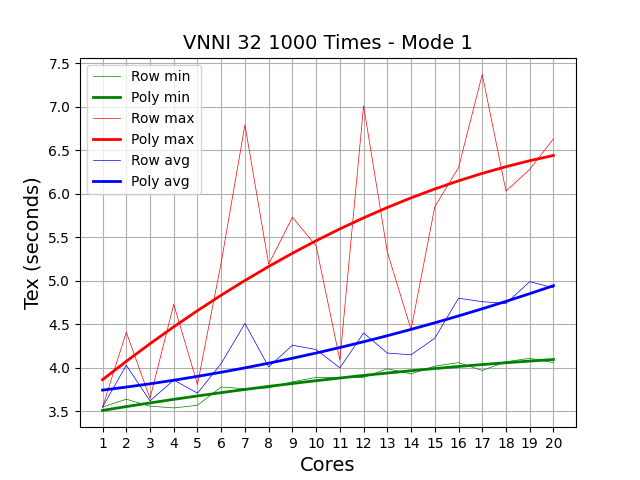 VNNI 32 1000 Times - Mode 1
7.5
7.0
6.5
6.0
5.5
5.0
4.5
4.0
3.5
Tex (seconds)
Row min
Poly min
Row max
Poly max
Row avg
Poly avg
1 2 3 4 5 6 7 8 9 10 11 12 13 14 15 16 17 18 19 20
Cores